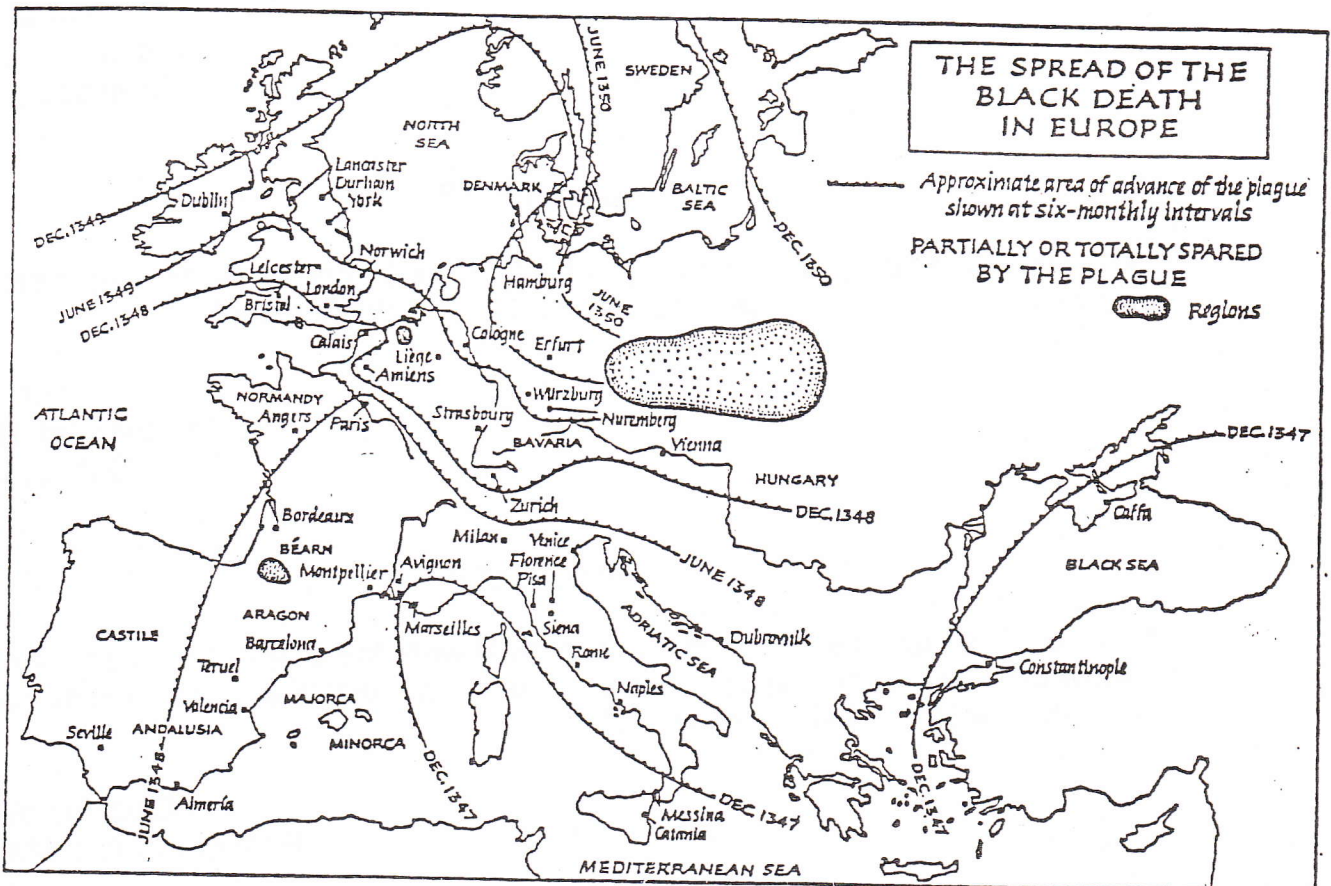 THE SPREAD OF THE
BLACK DEATH
IN EUROPE
Approximate area of advance of the plague
shown at six-monthly intervals
PARTIALLY OR TOTALLY SPARED
BY THE PLAGUE
Regions
JUNE 1350
SWEDEN
NORTH
SEA
DENMARK
BALTIC
SEA
DEC. 1350
Lancaster
Durham
York
Dublin
DEC. 1349
Norwich
Leicester
London
Bristol
JUNE 1349
DEC. 1348
Hamburg
JUNE
1350
Calais
Cologne
Erfurt
Liège
Amiens
Würzburg
Nuremberg
NORMANDY
Angers
Paris
Strasbourg
BAVARIA
Vienna
ATLANTIC
OCEAN
HUNGARY
DEC. 1348
DEC. 1347
Caffa
Zurich
Bordeaux
Milan
Venice
Florence
Pisa
JUNE 1348
BLACK SEA
BÉARN
Montpellier
Avignon
ARAGON
Marseilles
Siena
ADRIATIC SEA
Dubrovnik
CASTILE
Barcelona
Rome
Constantinople
Teruel
Naples
Valencia
MAJORCA
MINORCA
Seville
ANDALUSIA
JUNE 1348
Almería
DEC. 1347
DEC. 1347
DEC. 1347
Messina
Catania
MEDITERRANEAN SEA